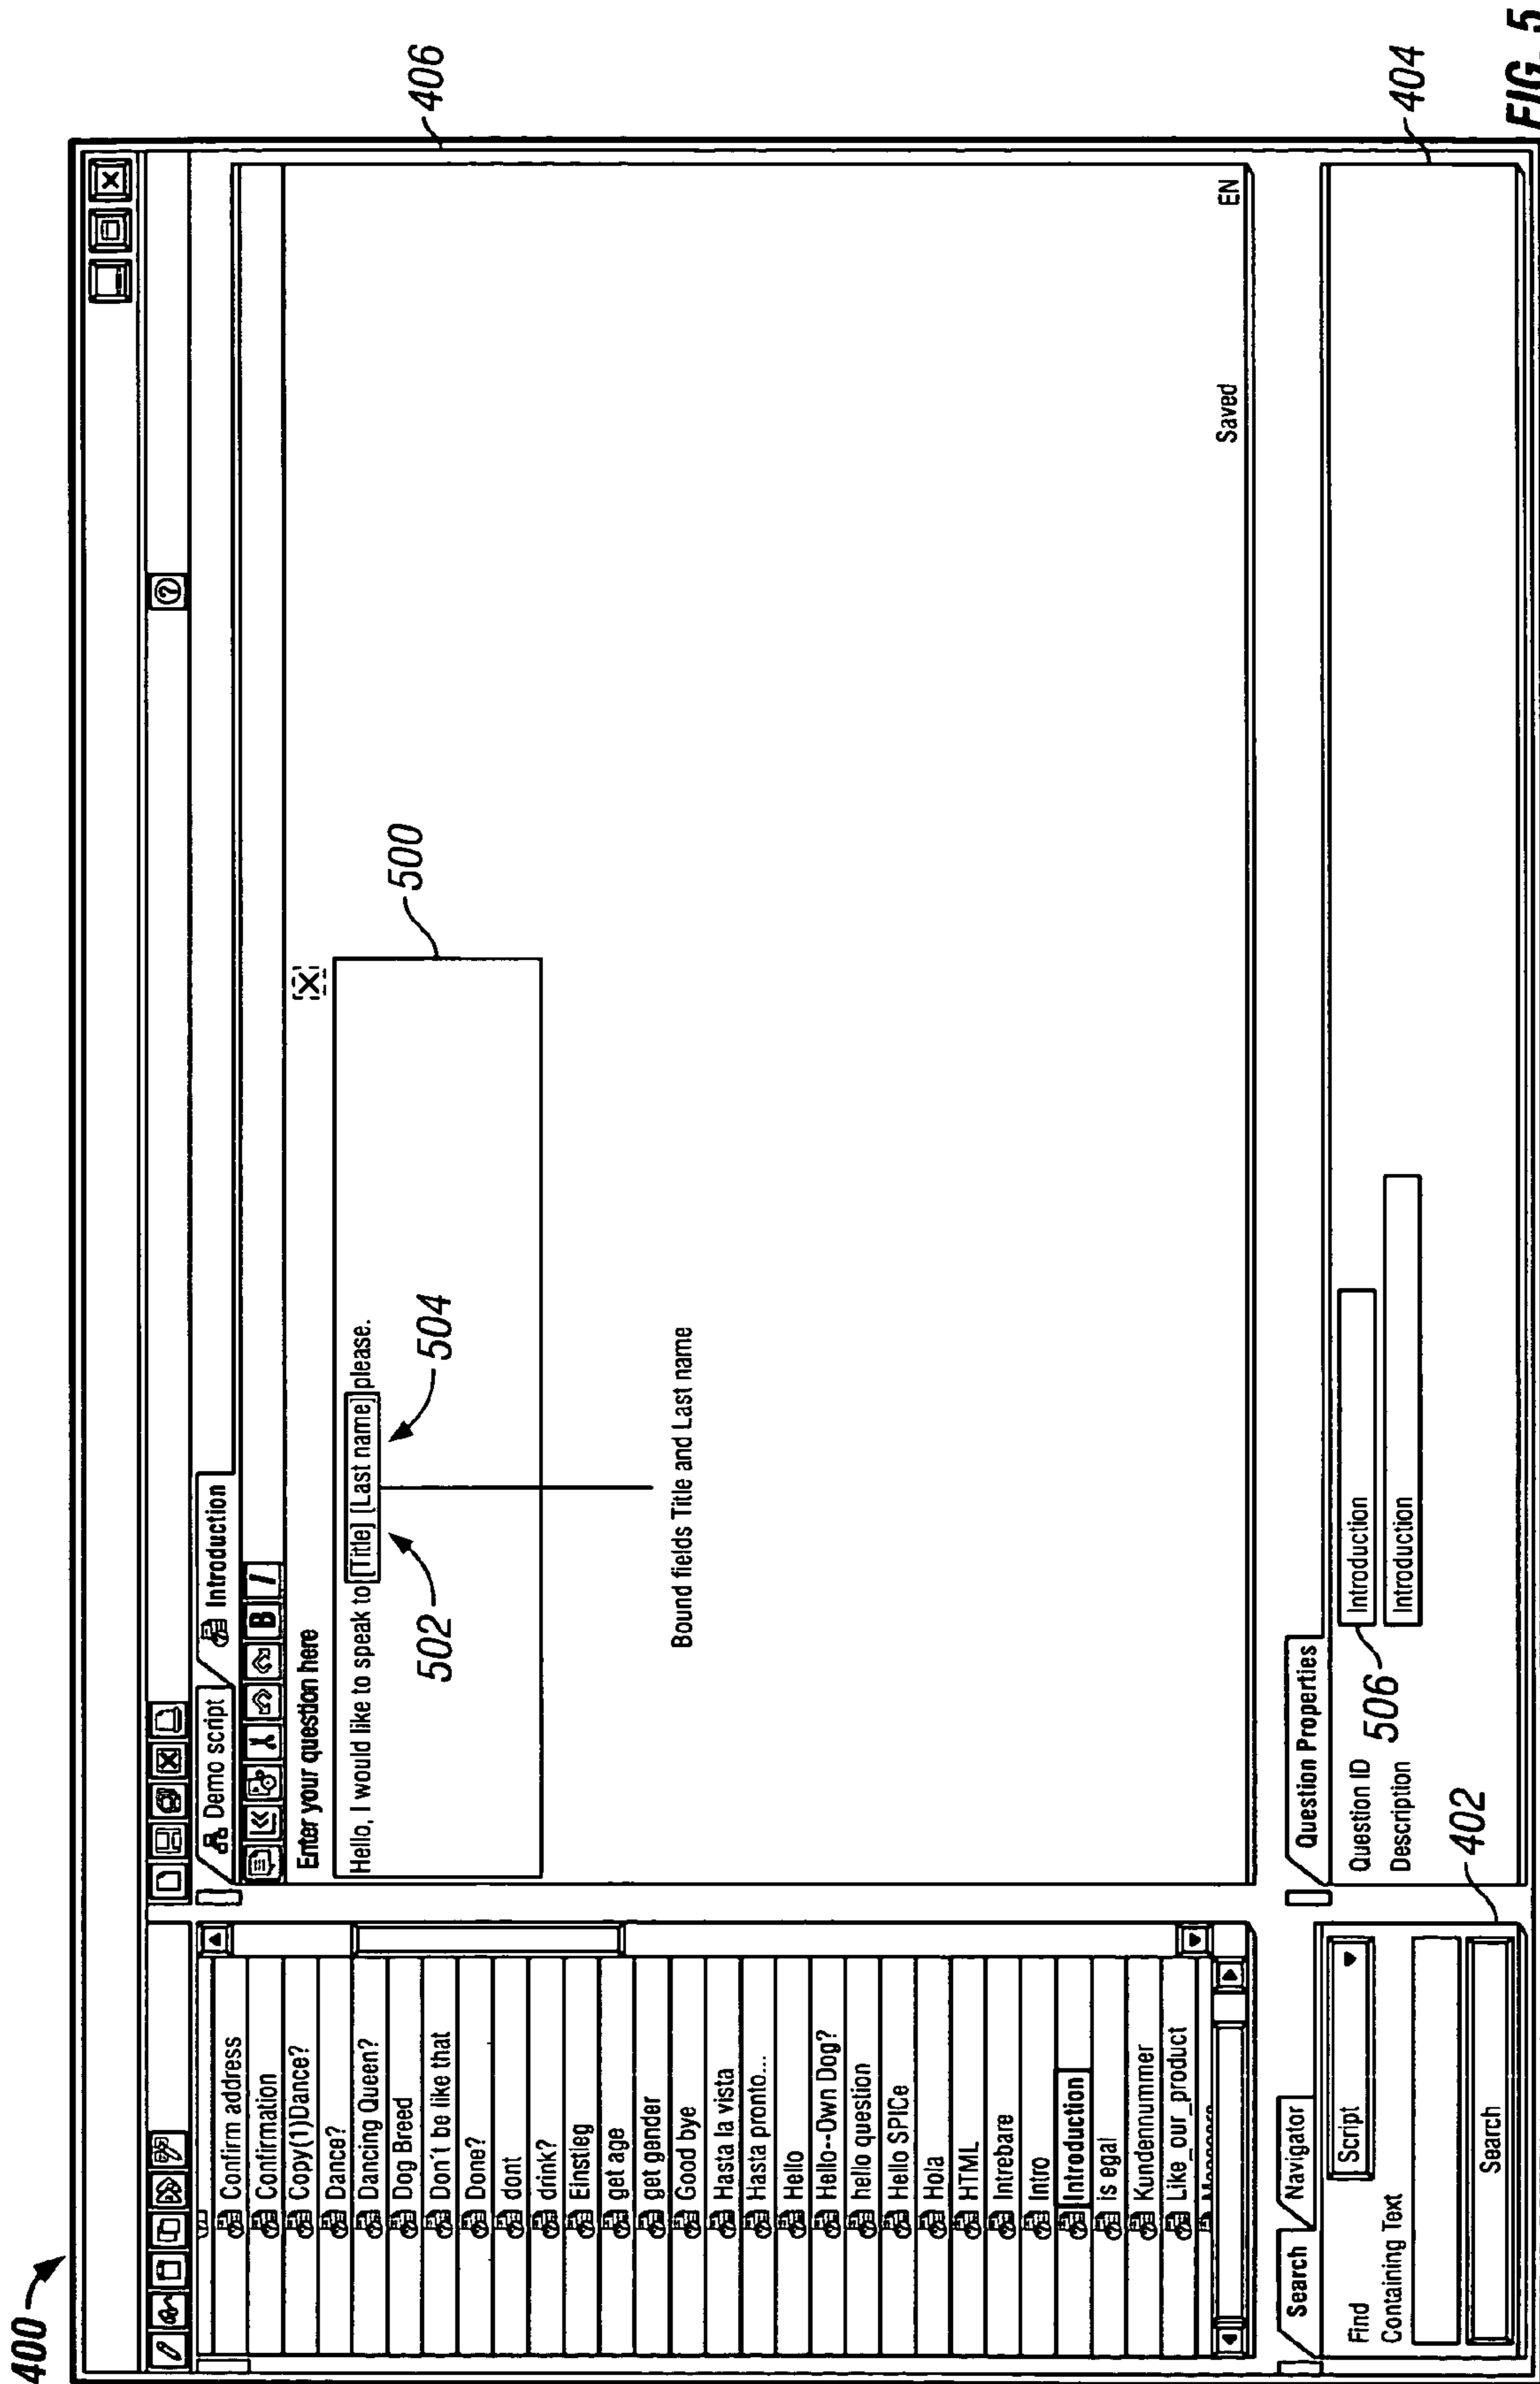 400
?
Demo script
Introduction
B I
Enter your question here
Hello, I would like to speak to [Title] [Last name] please.
500
502
504
Bound fields Title and Last name
Saved
EN
406
Confirm address
Confirmation
Copy(1)Dance?
Dance?
Dancing Queen?
Dog Breed
Don't be like that
Done?
dont
drink?
Einstieg
get age
get gender
Good bye
Hasta la vista
Hasta pronto...
Hello
Hello--Own Dog?
hello question
Hello SPICe
Hola
HTML
Intrebare
Intro
Introduction
is egal
Kundennummer
Like_our_product
Search
Navigator
Find
Script
Containing Text
Search
402
Question Properties
Question ID
Introduction
506
Description
Introduction
404
FIG. 5